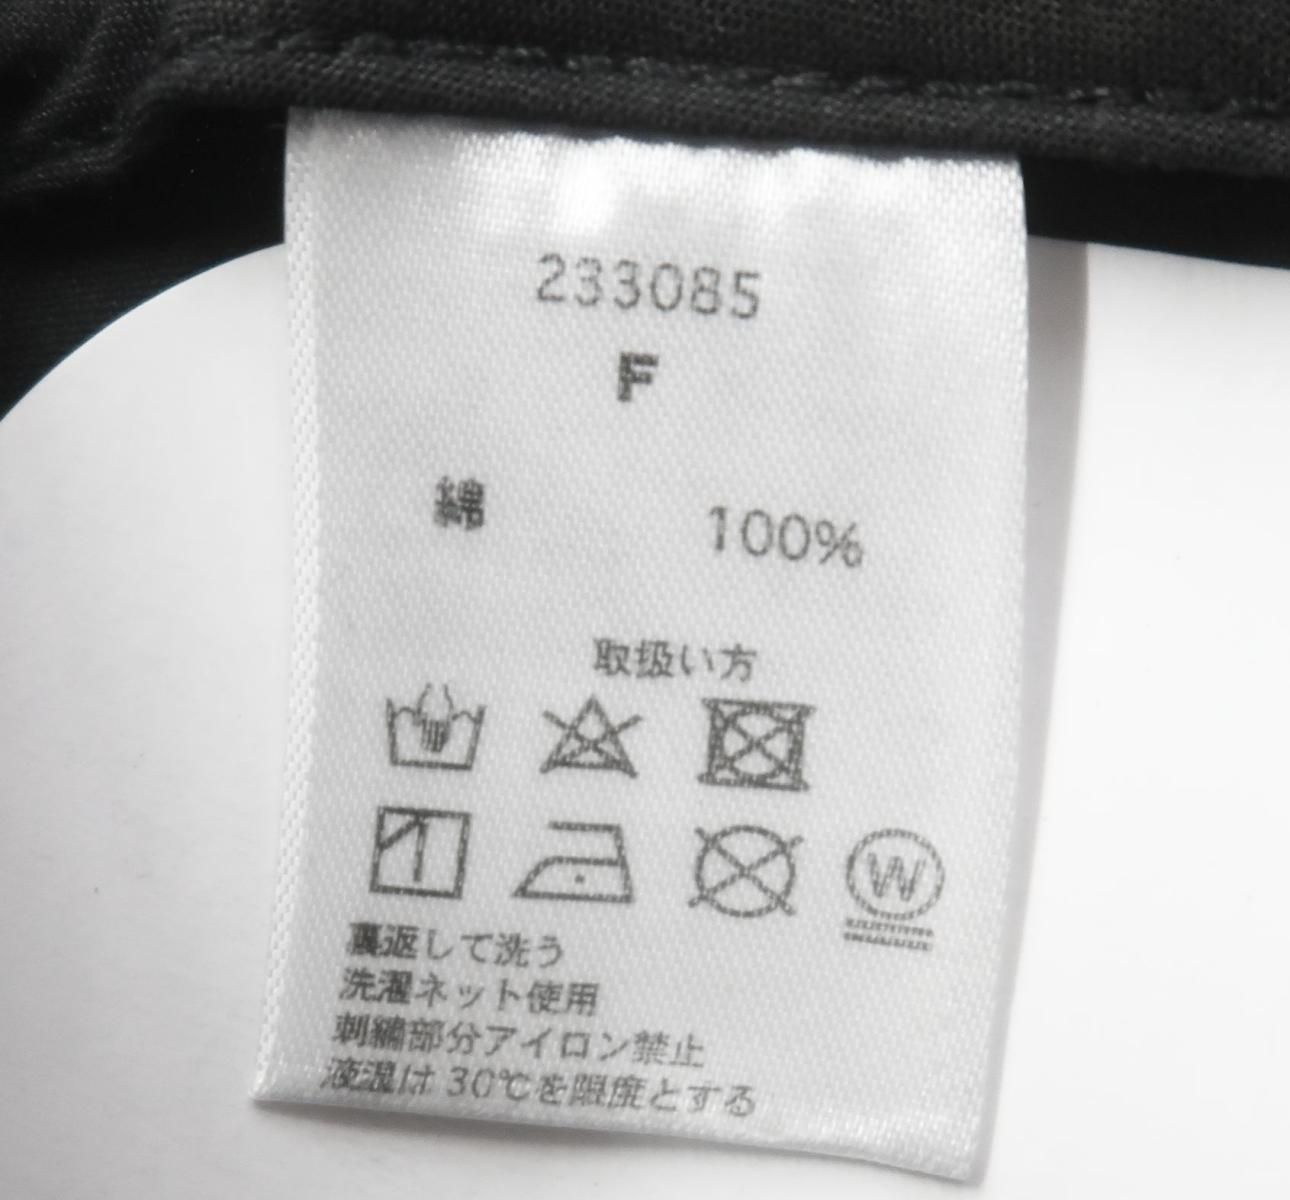 233085
F
綿 100%
取扱い方
W
裏返して洗う
洗濯ネット使用
刺繍部分アイロン禁止
液温は 30℃を限度とする